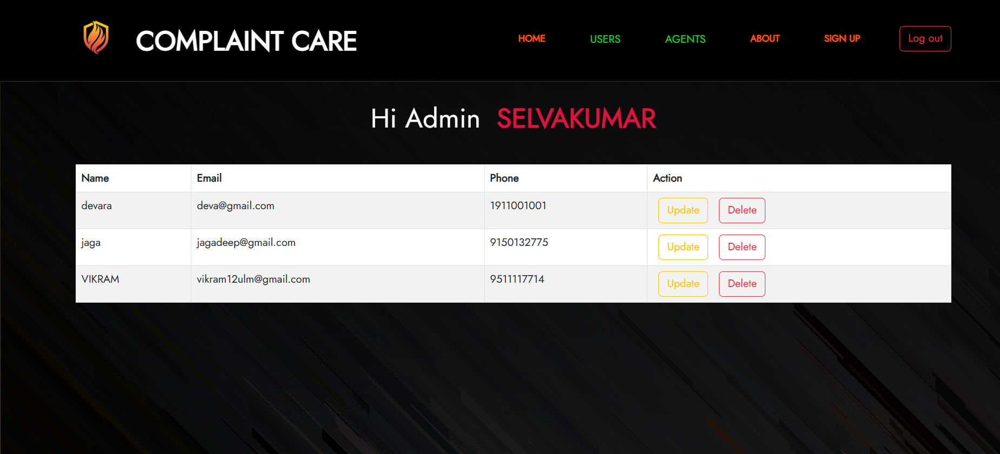 COMPLAINT CARE HOME USERS AGENTS ABOUT SIGN UP Log out
Hi Admin SELVAKUMAR
Name Email Phone Action
devara deva@gmail.com 1911001001 Update Delete
jaga jagadeep@gmail.com 9150132775 Update Delete
VIKRAM vikram12ulm@gmail.com 9511117714 Update Delete